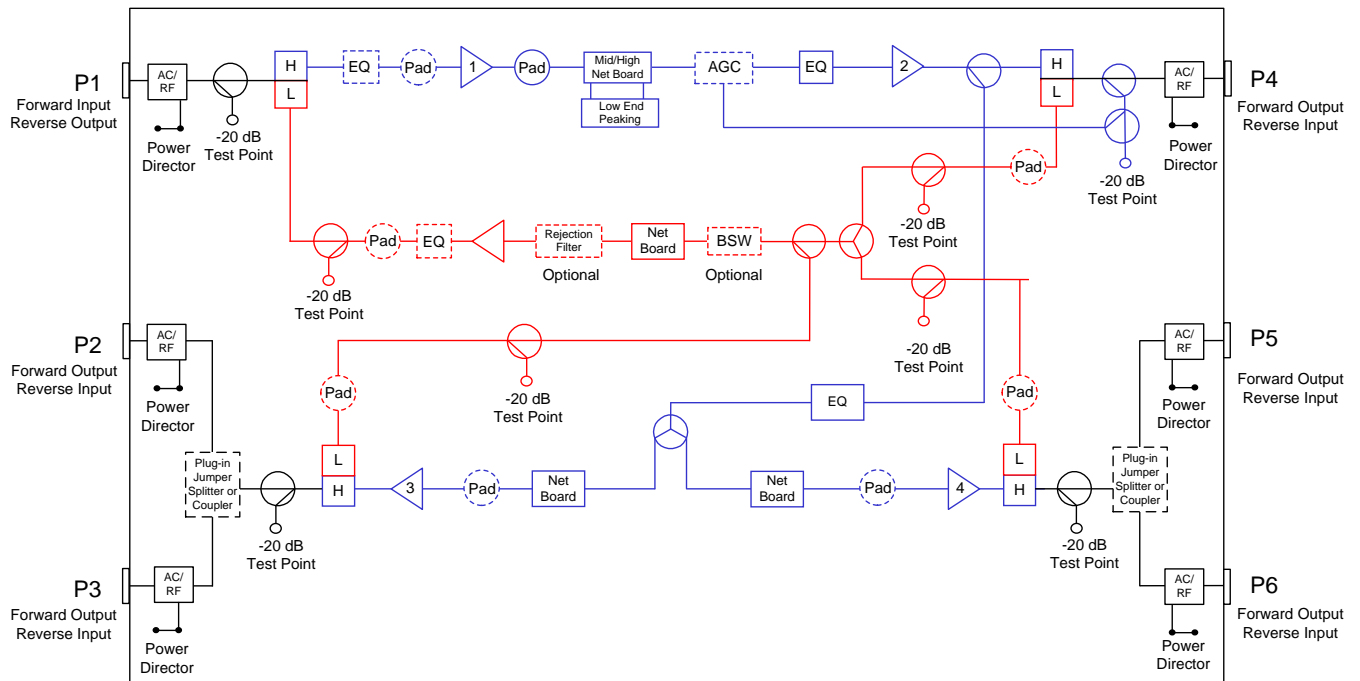 P1
Forward Input
Reverse Output
AC/
RF
Power
Director
-20 dB
Test Point
H
L
EQ
Pad
1
Pad
Mid/High
Net Board
Low End
Peaking
AGC
EQ
2
H
L
-20 dB
Test Point
AC/
RF
Power
Director
P4
Forward Output
Reverse Input
Pad
-20 dB
Test Point
-20 dB
Test Point
Pad
EQ
Rejection
Filter
Optional
Net
Board
BSW
Optional
-20 dB
Test Point
P2
Forward Output
Reverse Input
AC/
RF
Power
Director
Pad
-20 dB
Test Point
EQ
Pad
AC/
RF
Power
Director
P5
Forward Output
Reverse Input
Plug-in
Jumper
Splitter or
Coupler
-20 dB
Test Point
L
H
3
Pad
Net
Board
Net
Board
Pad
4
L
H
-20 dB
Test Point
Plug-in
Jumper
Splitter or
Coupler
P3
Forward Output
Reverse Input
AC/
RF
Power
Director
AC/
RF
Power
Director
P6
Forward Output
Reverse Input